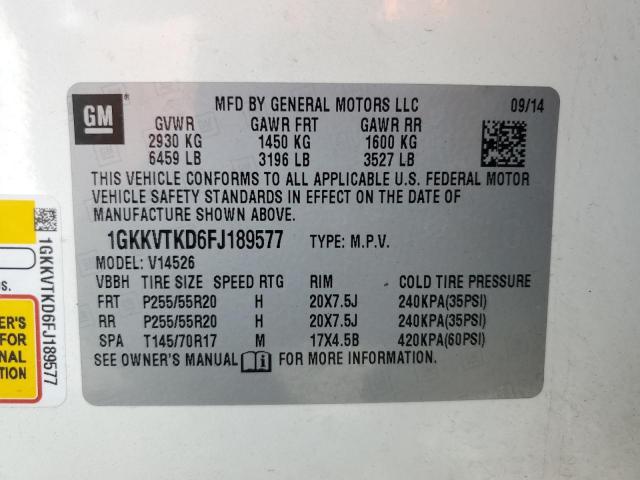 GM
®
MFD BY GENERAL MOTORS LLC 09/14
GVWR GAWR FRT GAWR RR
2930 KG 1450 KG 1600 KG
6459 LB 3196 LB 3527 LB
THIS VEHICLE CONFORMS TO ALL APPLICABLE U.S. FEDERAL MOTOR
VEHICLE SAFETY STANDARDS IN EFFECT ON THE DATE OF
MANUFACTURE SHOWN ABOVE.
1GKKVTKD6FJ189577 TYPE: M.P.V.
MODEL: V14526
VBBH TIRE SIZE SPEED RTG RIM COLD TIRE PRESSURE
FRT P255/55R20 H 20X7.5J 240KPA(35PSI)
RR P255/55R20 H 20X7.5J 240KPA(35PSI)
SPA T145/70R17 M 17X4.5B 420KPA(60PSI)
SEE OWNER'S MANUAL FOR MORE INFORMATION.
1GKKVTKD6FJ189577